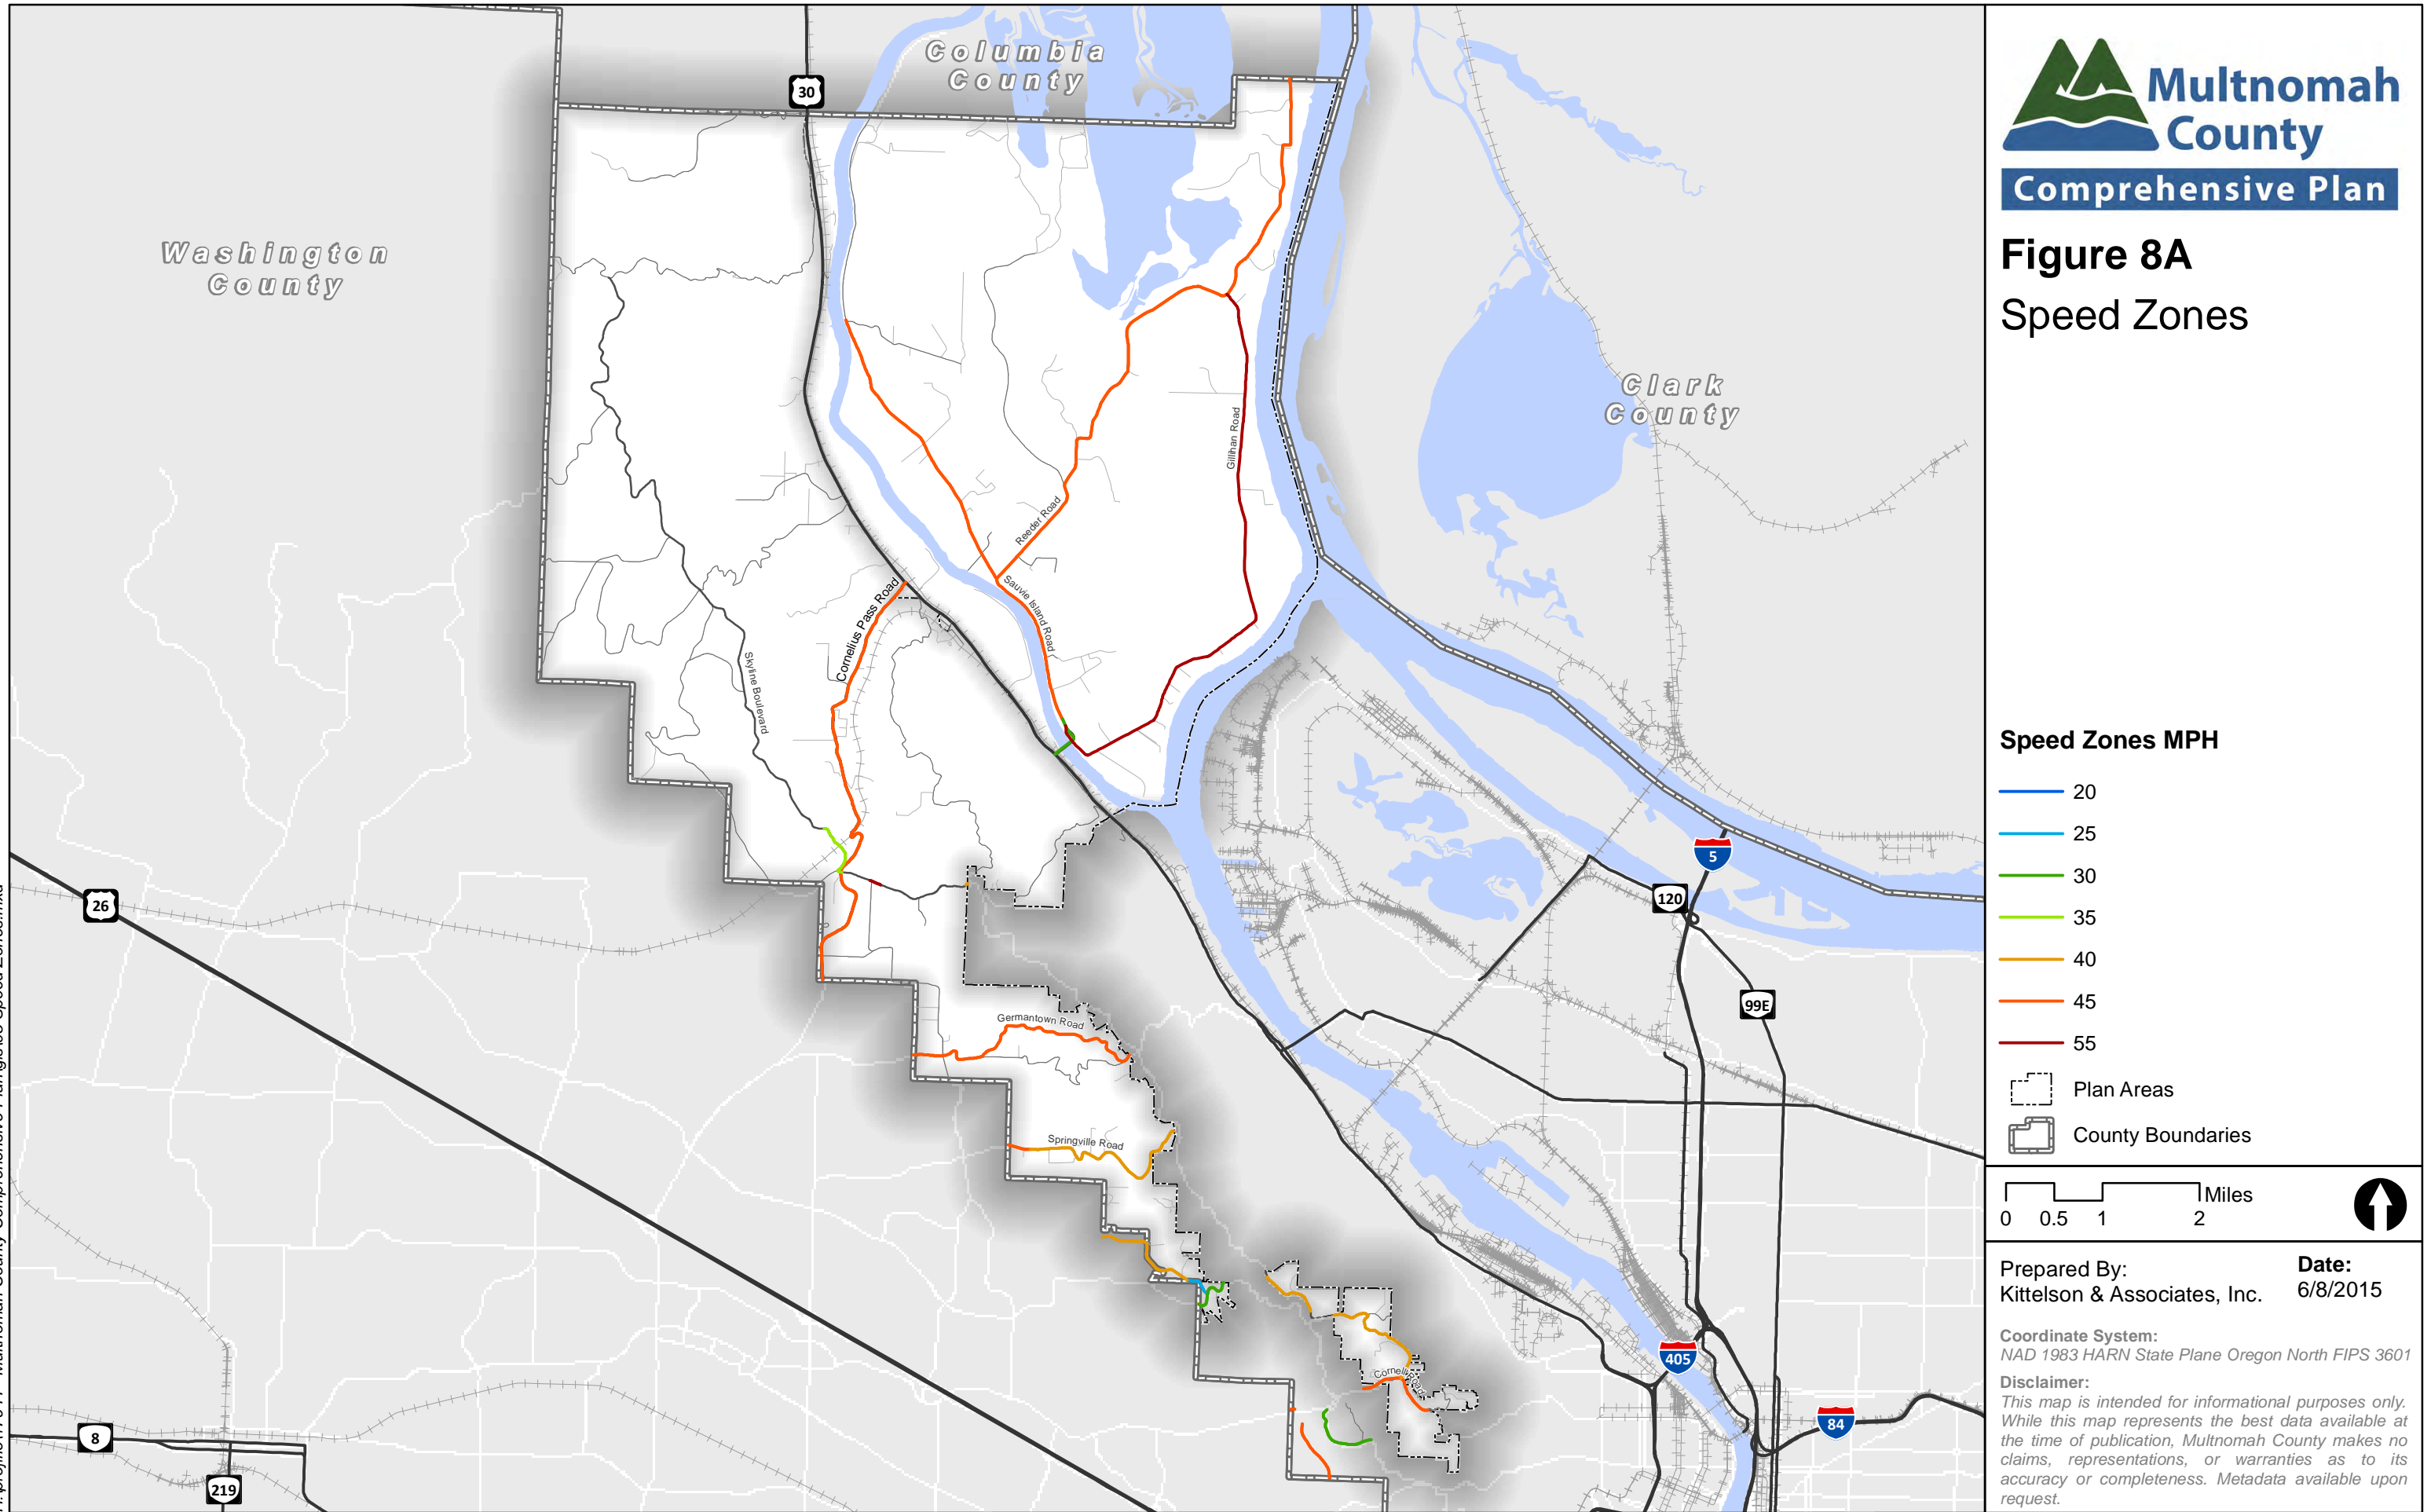 Columbia
County
30
Washington
County
Clark
County
Gillihan Road
Reeder Road
Sauvie Island Road
Cornelius Pass Road
Skyline Boulevard
26
5
120
99E
Germantown Road
Springville Road
Cornell Road
405
84
8
219
Multnomah
County
Comprehensive Plan
Figure 8A
Speed Zones
Speed Zones MPH
20
25
30
35
40
45
55
Plan Areas
County Boundaries
Miles
0 0.5 1 2
Prepared By:
Kittelson & Associates, Inc.
Date:
6/8/2015
Coordinate System:
NAD 1983 HARN State Plane Oregon North FIPS 3601
Disclaimer:
This map is intended for informational purposes only.
While this map represents the best data available at
the time of publication, Multnomah County makes no
claims, representations, or warranties as to its
accuracy or completeness. Metadata available upon
request.